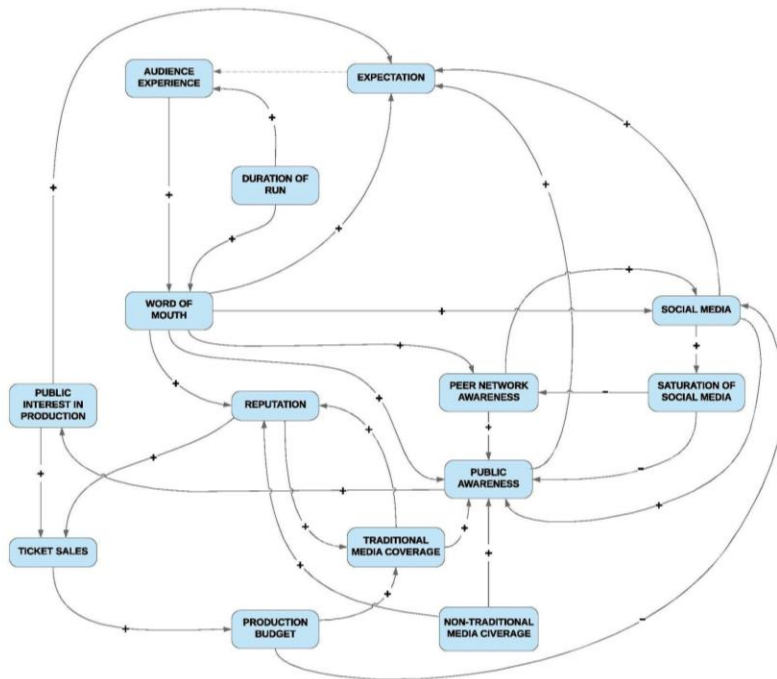 AUDIENCE
EXPERIENCE
EXPECTATION
+
+
+
DURATION OF
RUN
+
+
+
+
+
WORD OF
MOUTH
+
SOCIAL MEDIA
+
+
PUBLIC
INTEREST IN
PRODUCTION
+
REPUTATION
PEER NETWORK
AWARENESS
–
SATURATION OF
SOCIAL MEDIA
+
+
+
PUBLIC
AWARENESS
–
+
+
+
TICKET SALES
+
TRADITIONAL
MEDIA COVERAGE
+
+
+
+
PRODUCTION
BUDGET
NON-TRADITIONAL
MEDIA CIVERAGE
–